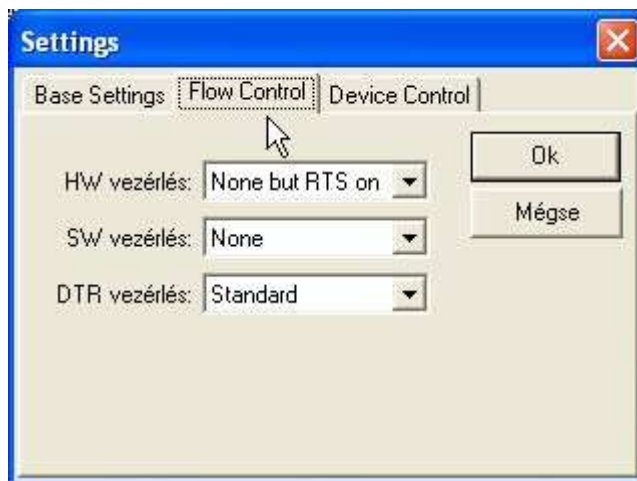 Settings
Base Settings Flow Control Device Control
HW vezérlés: None but RTS on
Ok
SW vezérlés: None
Mégse
DTR vezérlés: Standard